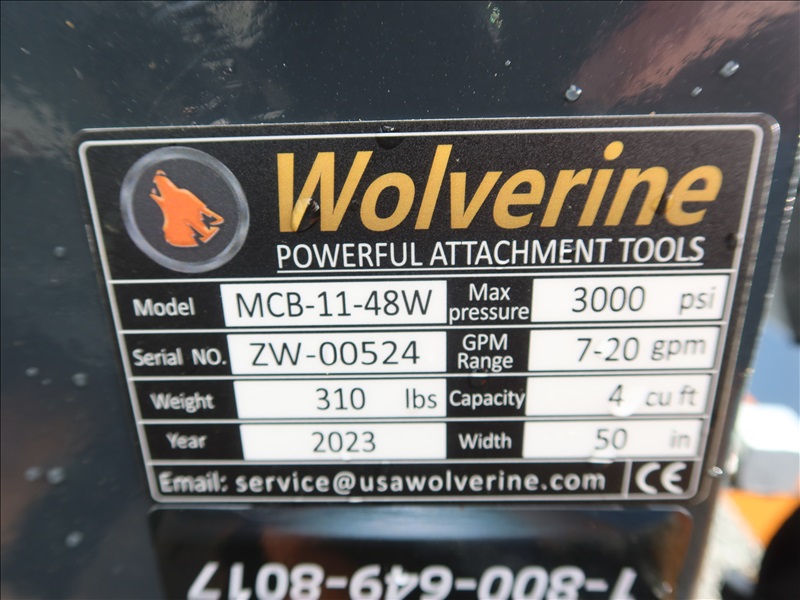 Wolverine
POWERFUL ATTACHMENT TOOLS
Model MCB-11-48W Max pressure 3000 psi
Serial NO. ZW-00524 GPM Range 7-20 gpm
Weight 310 lbs Capacity 4 cu ft
Year 2023 Width 50 in
Email: service@usawolverine.com CE
1-800-649-8017